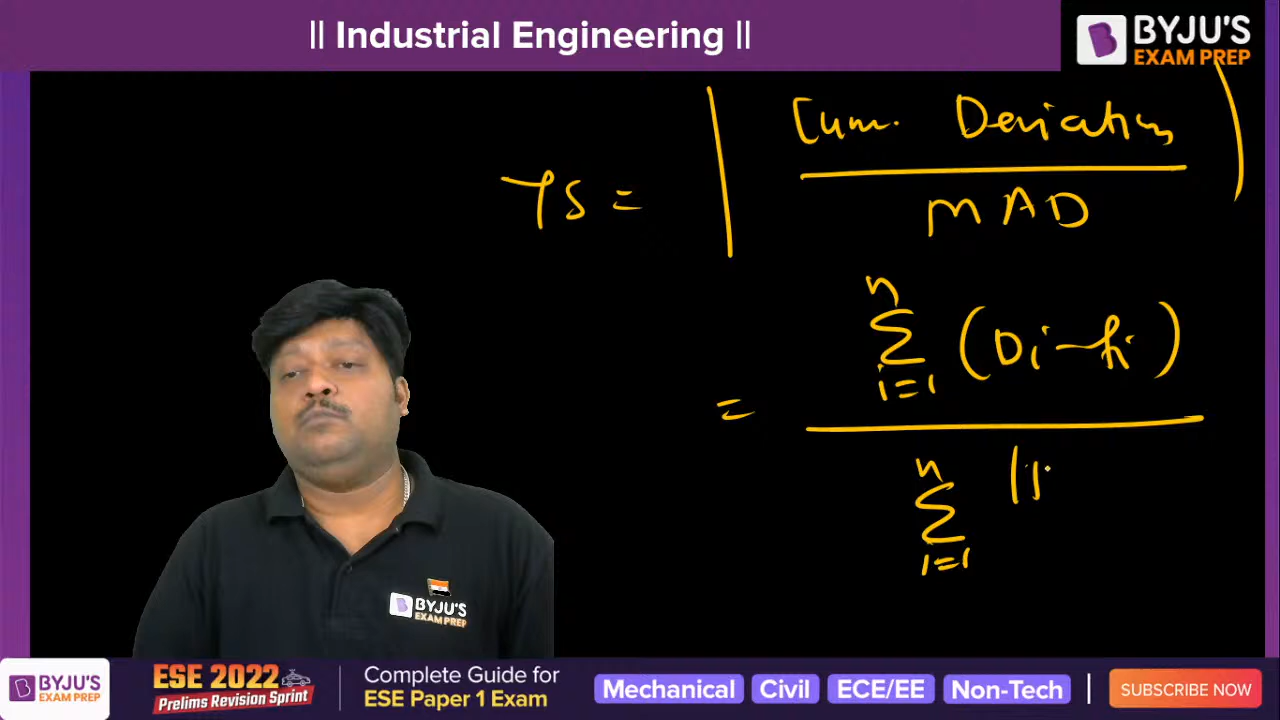 || Industrial Engineering ||
BYJU'S
EXAM PREP
TS = | Cum. Deviation / MAD |
= \sum_{i=1}^{n} (Di - fi) / \sum_{i=1}^{n} |
BYJU'S
EXAM PREP
BYJU'S
EXAM PREP
ESE 2022
Prelims Revision Sprint
Complete Guide for
ESE Paper 1 Exam
Mechanical Civil ECE/EE Non-Tech |
SUBSCRIBE NOW